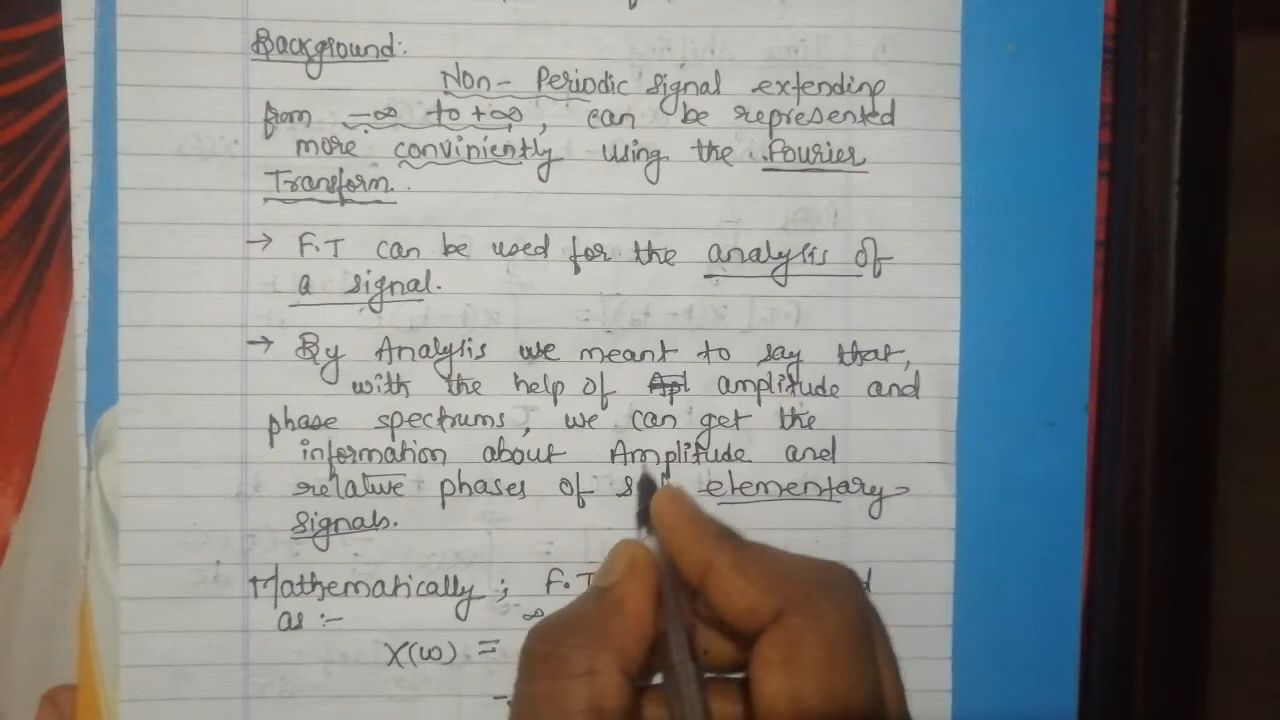 Background:
Non- Periodic signal extending
from -∞ to +∞, can be represented
more conviniently using the Fourier
Transform.
→ F.T can be used for the analysis of
a signal.
→ By Analysis we meant to say that,
with the help of amplitude and
phase spectrums, we can get the
information about Amplitude and
relative phases of elementary
signals.
Mathematically; F.T
as :-
∞
X(ω) =